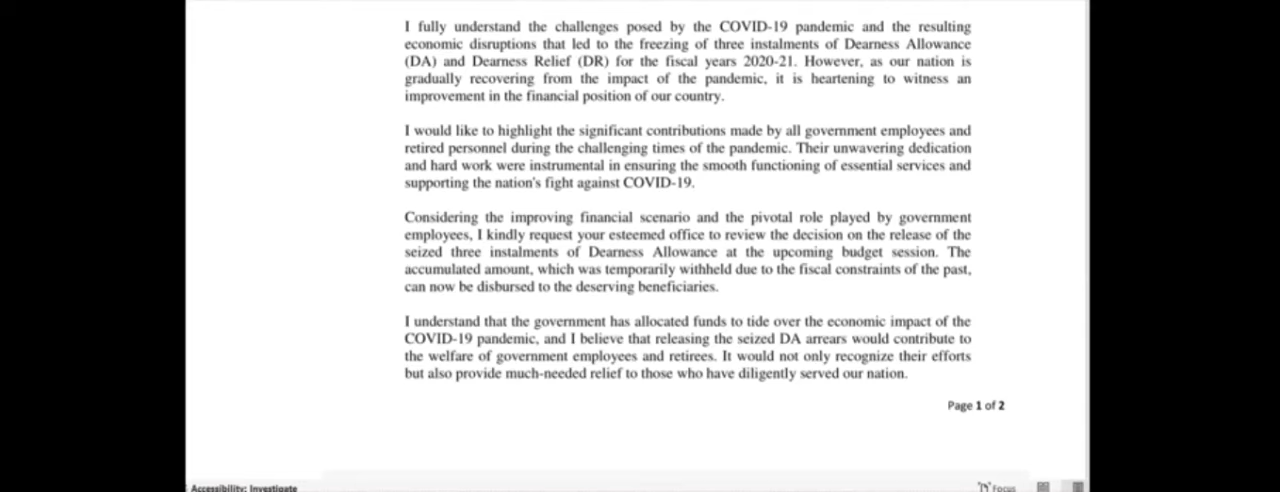 I fully understand the challenges posed by the COVID-19 pandemic and the resulting
economic disruptions that led to the freezing of three instalments of Dearness Allowance
(DA) and Dearness Relief (DR) for the fiscal years 2020-21. However, as our nation is
gradually recovering from the impact of the pandemic, it is heartening to witness an
improvement in the financial position of our country.
I would like to highlight the significant contributions made by all government employees and
retired personnel during the challenging times of the pandemic. Their unwavering dedication
and hard work were instrumental in ensuring the smooth functioning of essential services and
supporting the nation's fight against COVID-19.
Considering the improving financial scenario and the pivotal role played by government
employees, I kindly request your esteemed office to review the decision on the release of the
seized three instalments of Dearness Allowance at the upcoming budget session. The
accumulated amount, which was temporarily withheld due to the fiscal constraints of the past,
can now be disbursed to the deserving beneficiaries.
I understand that the government has allocated funds to tide over the economic impact of the
COVID-19 pandemic, and I believe that releasing the seized DA arrears would contribute to
the welfare of government employees and retirees. It would not only recognize their efforts
but also provide much-needed relief to those who have diligently served our nation.
Page 1 of 2
Accessibility: Investigate
Focus